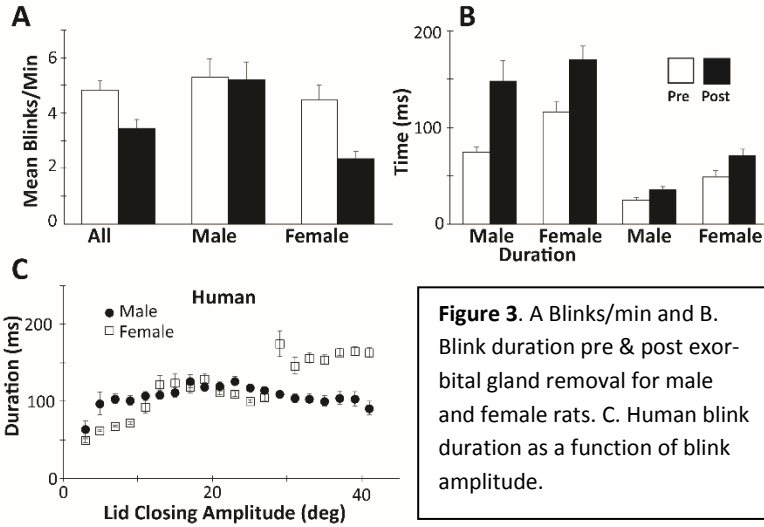 A
Mean Blinks/Min
6
4
2
0
All Male Female
B
Time (ms)
200
100
0
Pre Post
Male Female Male Female
Duration
C
Human
Male
Female
Duration (ms)
200
100
0
0 20 40
Lid Closing Amplitude (deg)
Figure 3. A Blinks/min and B.
Blink duration pre & post exor-
bital gland removal for male
and female rats. C. Human blink
duration as a function of blink
amplitude.